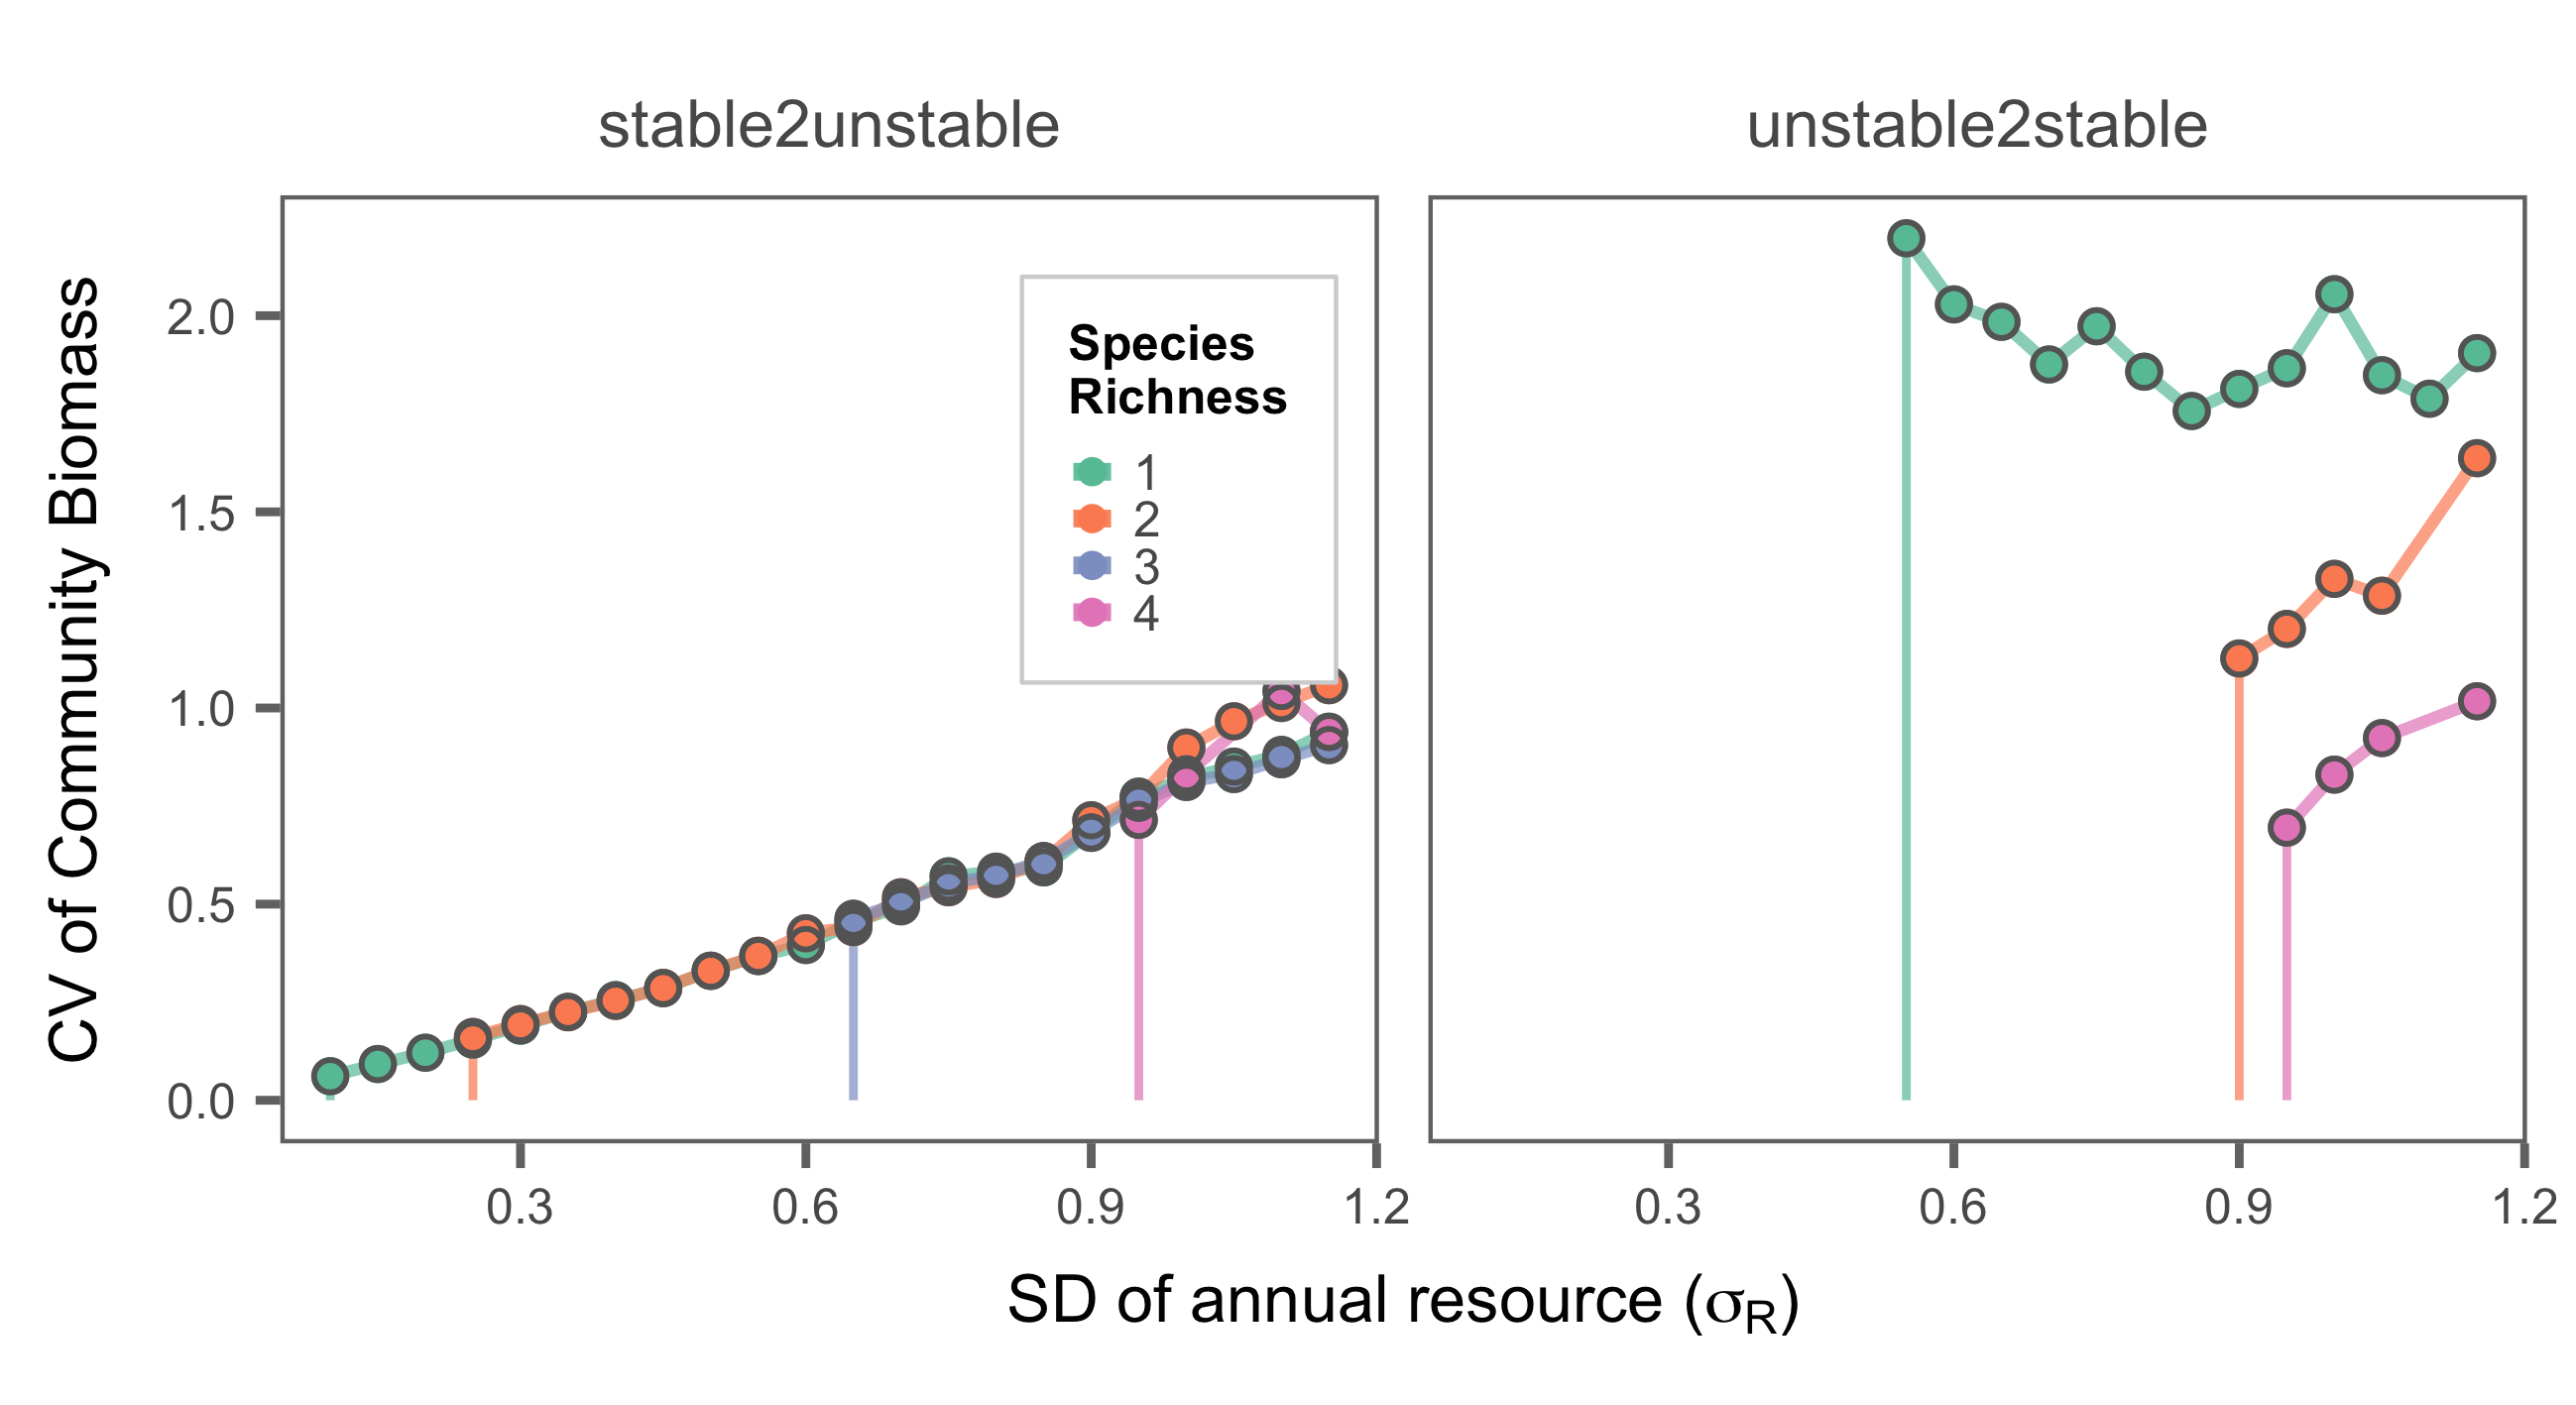 stable2unstable
unstable2stable
CV of Community Biomass
2.0
1.5
1.0
0.5
0.0
Species
Richness
1
2
3
4
0.3
0.6
0.9
1.2
0.3
0.6
0.9
1.2
SD of annual resource (σR)